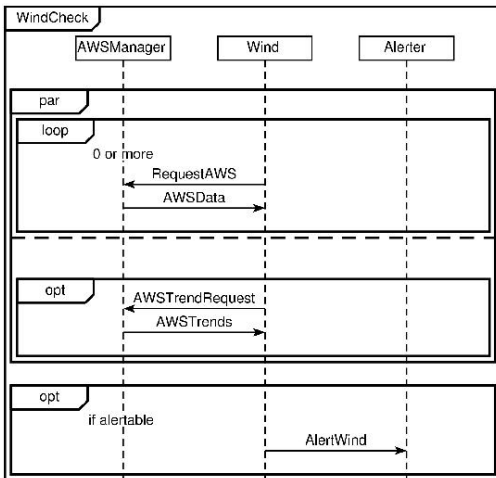 WindCheck
AWSManager Wind Alerter
par
loop
0 or more
RequestAWS
AWSData
opt
AWSTrendRequest
AWSTrends
opt
if alertable
AlertWind